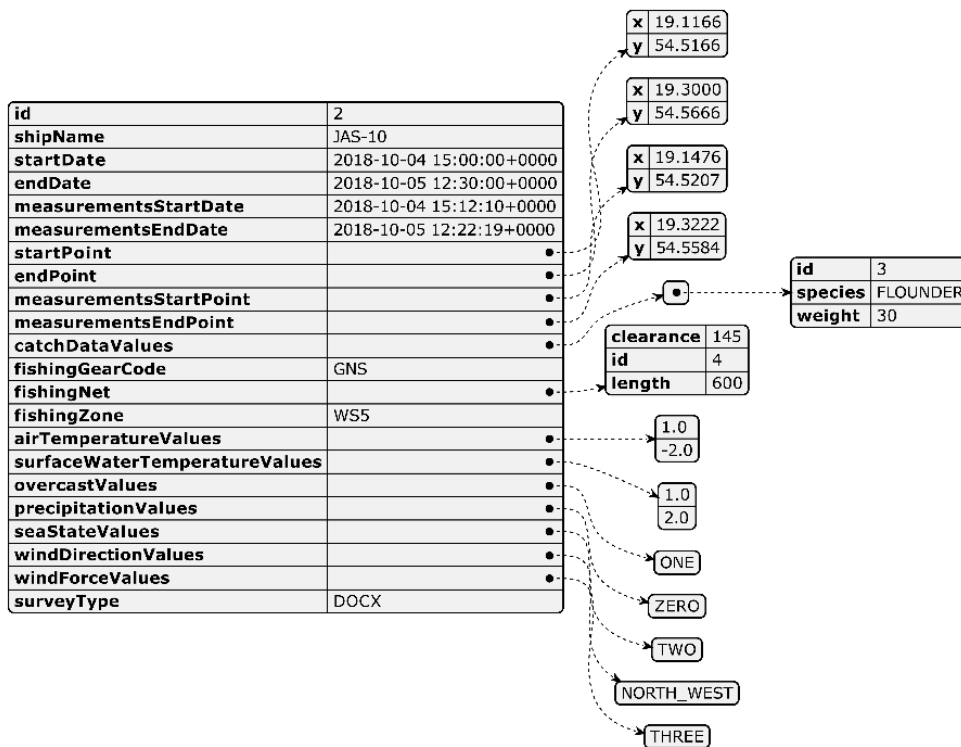 x 19.1166
y 54.5166
x 19.3000
y 54.5666
x 19.1476
y 54.5207
x 19.3222
y 54.5584
id 2
shipName JAS-10
startDate 2018-10-04 15:00:00+0000
endDate 2018-10-05 12:30:00+0000
measurementsStartDate 2018-10-04 15:12:10+0000
measurementsEndDate 2018-10-05 12:22:19+0000
startPoint
endPoint
measurementsStartPoint
measurementsEndPoint
catchDataValues
fishingGearCode GNS
fishingNet
fishingZone WS5
airTemperatureValues
surfaceWaterTemperatureValues
overcastValues
precipitationValues
seaStateValues
windDirectionValues
windForceValues
surveyType DOCX
id 3
species FLOUNDER
weight 30
clearance 145
id 4
length 600
1.0
-2.0
1.0
2.0
ONE
ZERO
TWO
NORTH_WEST
THREE